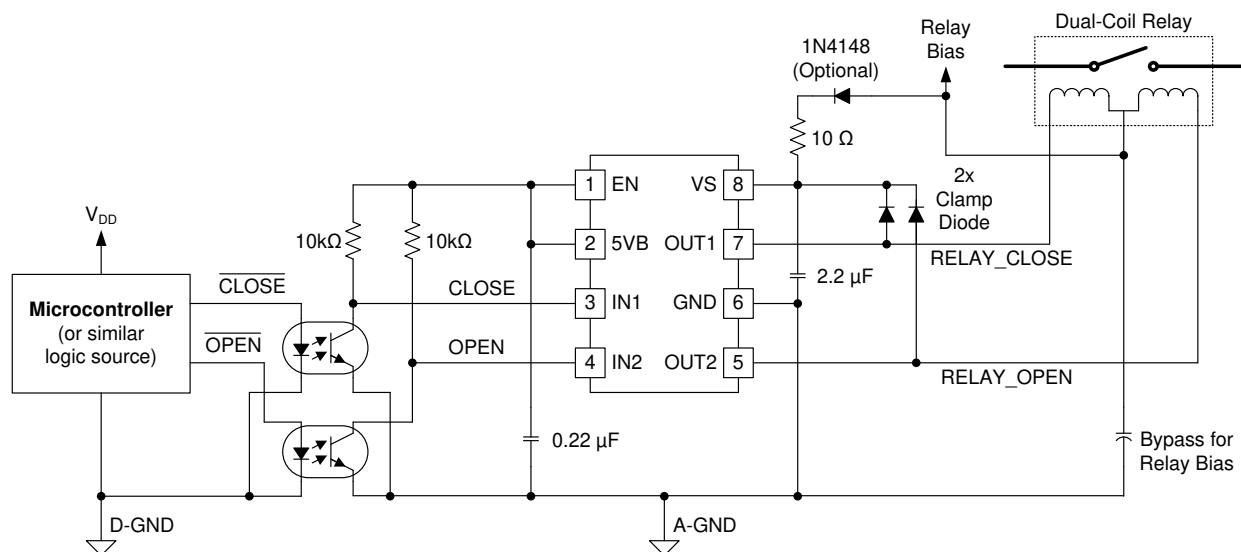 Dual-Coil Relay
Relay
Bias
1N4148
(Optional)
10 Ω
1
EN
VS
8
2x
Clamp
Diode
V_DD
10kΩ
10kΩ
2
5VB
OUT1
7
RELAY_CLOSE
CLOSE
Microcontroller
(or similar
logic source)
CLOSE
3
IN1
GND
6
2.2 µF
OPEN
OPEN
4
IN2
OUT2
5
RELAY_OPEN
0.22 µF
Bypass for
Relay Bias
D-GND
A-GND